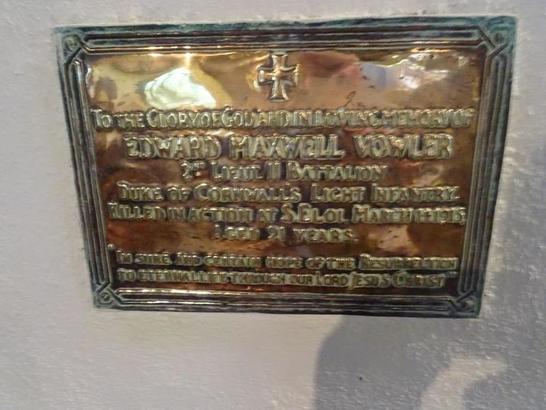 TO THE GLORY OF GOD AND IN LOVING MEMORY OF
EDWARD MAXWELL VOWLER
2ND LIEUT. II BATTALION
DUKE OF CORNWALL'S LIGHT INFANTRY.
KILLED IN ACTION AT S. ELOI. MARCH 1915
AGED 21 YEARS.
"IN SURE AND CERTAIN HOPE OF THE RESURRECTION
TO ETERNAL LIFE THROUGH OUR LORD JESUS CHRIST"